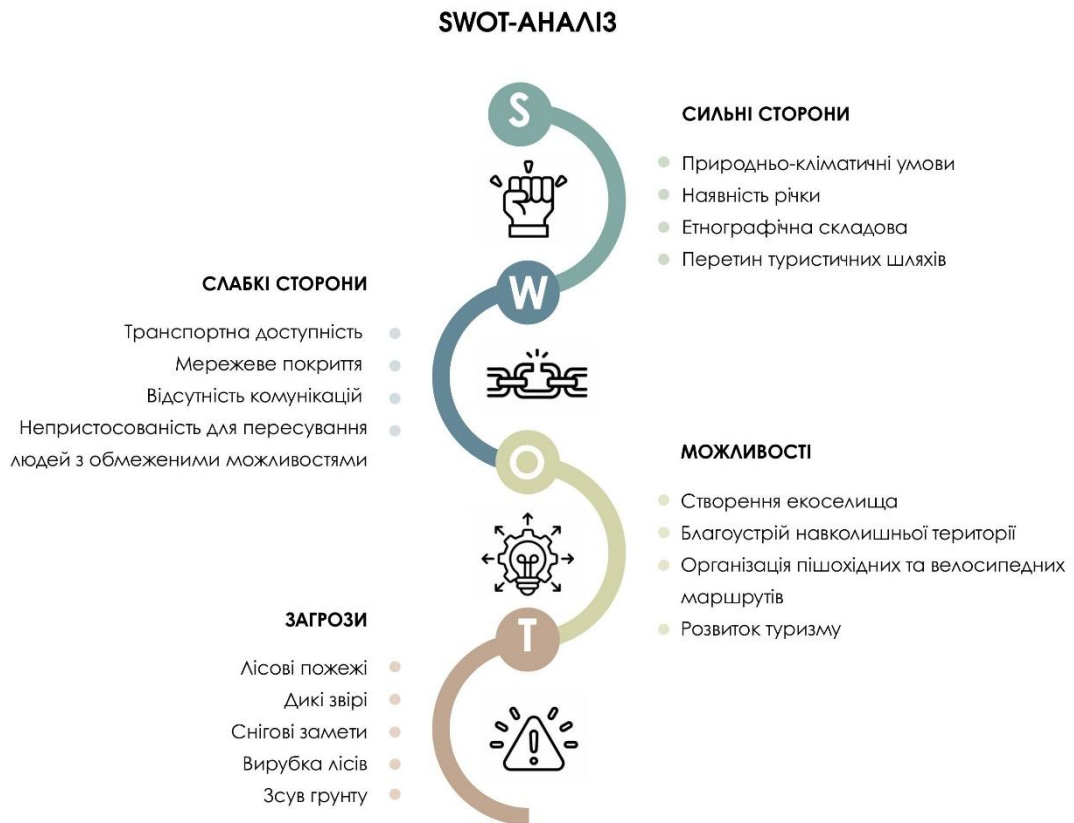 SWOT-АНАЛІЗ
S
СИЛЬНІ СТОРОНИ
Природньо-кліматичні умови
Наявність річки
Етнографічна складова
Перетин туристичних шляхів
W
СЛАБКІ СТОРОНИ
Транспортна доступність
Мережеве покриття
Відсутність комунікацій
Непристосованість для пересування
людей з обмеженими можливостями
O
МОЖЛИВОСТІ
Створення екоселища
Благоустрій навколишньої території
Організація пішохідних та велосипедних
маршрутів
Розвиток туризму
T
ЗАГРОЗИ
Лісові пожежі
Дикі звірі
Снігові замети
Вирубка лісів
Зсув грунту